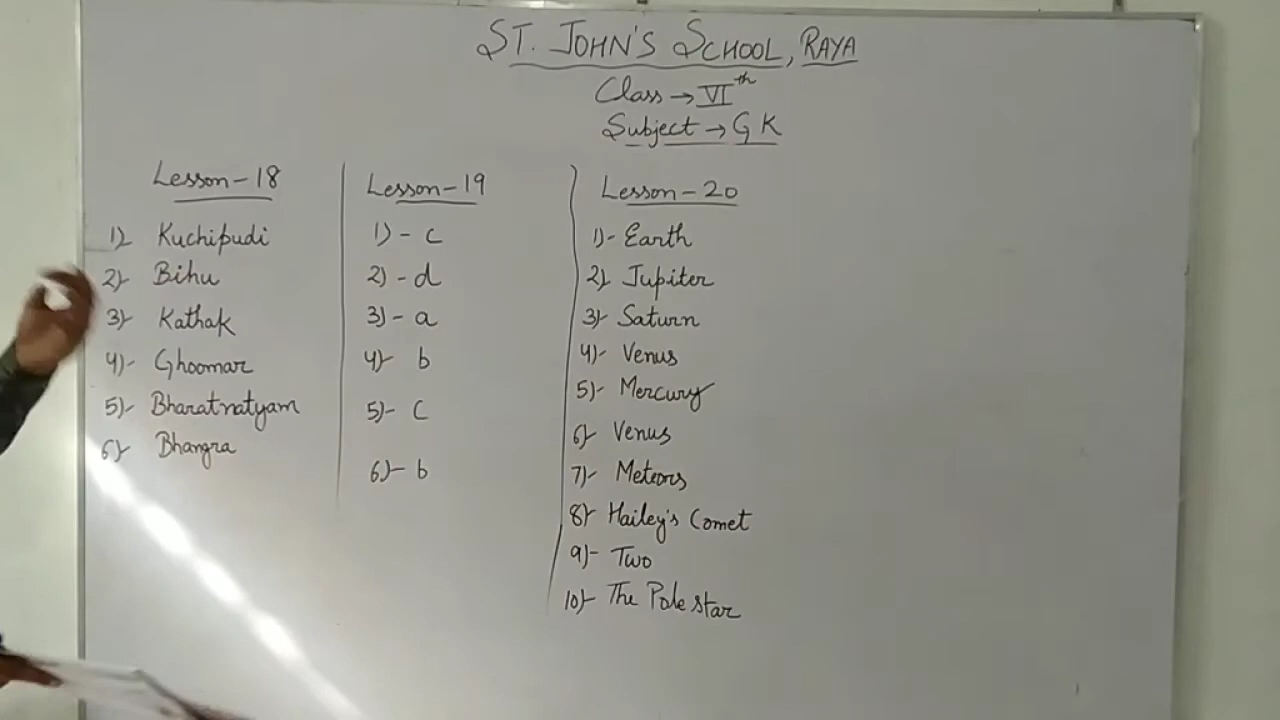 ST. JOHN'S SCHOOL, RAYA
Class → VIth
Subject → GK
Lesson - 18
1) Kuchipudi
2)- Bihu
3)- Kathak
4)- Ghoomar
5)- Bharatnatyam
6)- Bhangra
Lesson - 19
1) - c
2) - d
3) - a
4)- b
5)- C
6)- b
Lesson - 20
1)- Earth
2)- Jupiter
3)- Saturn
4)- Venus
5)- Mercury
6)- Venus
7)- Meteors
8)- Hailey's Comet
9)- Two
10)- The Pole star